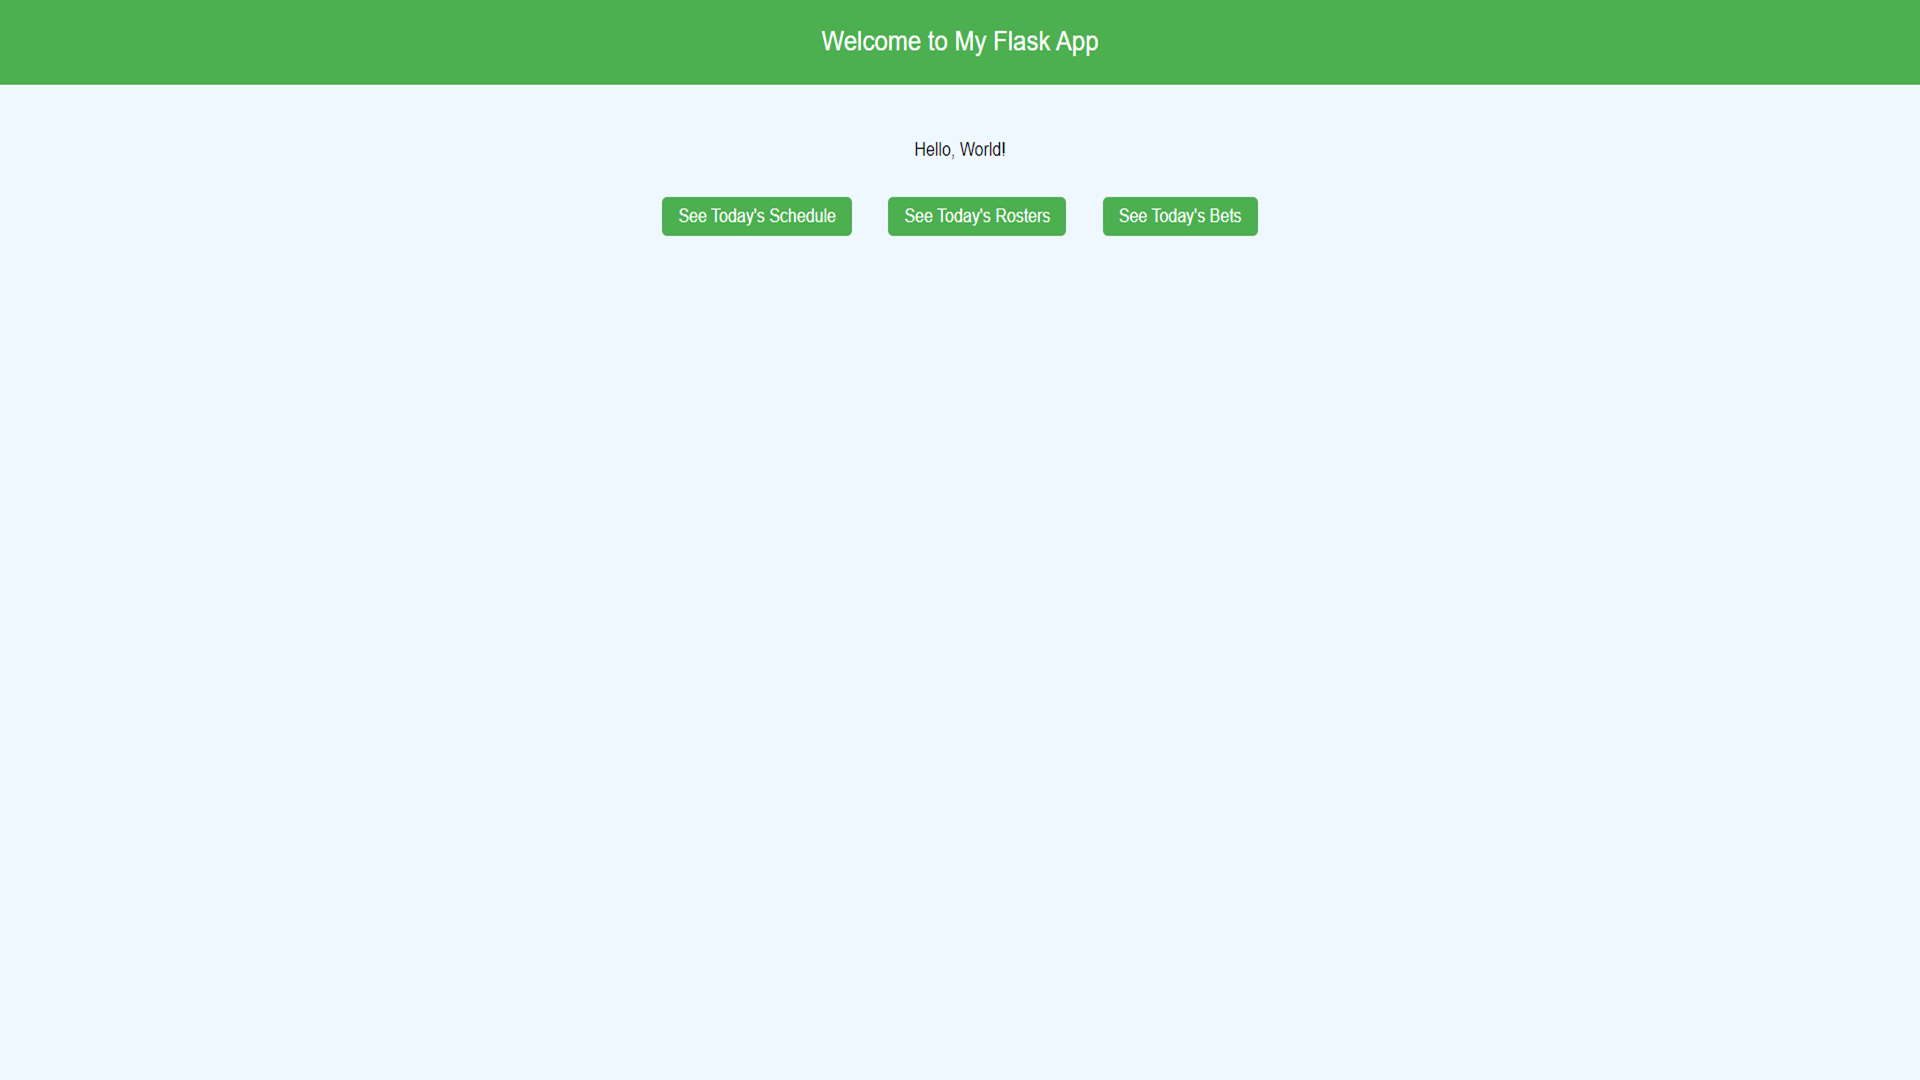 Welcome to My Flask App
Hello, World!
See Today's Schedule
See Today's Rosters
See Today's Bets